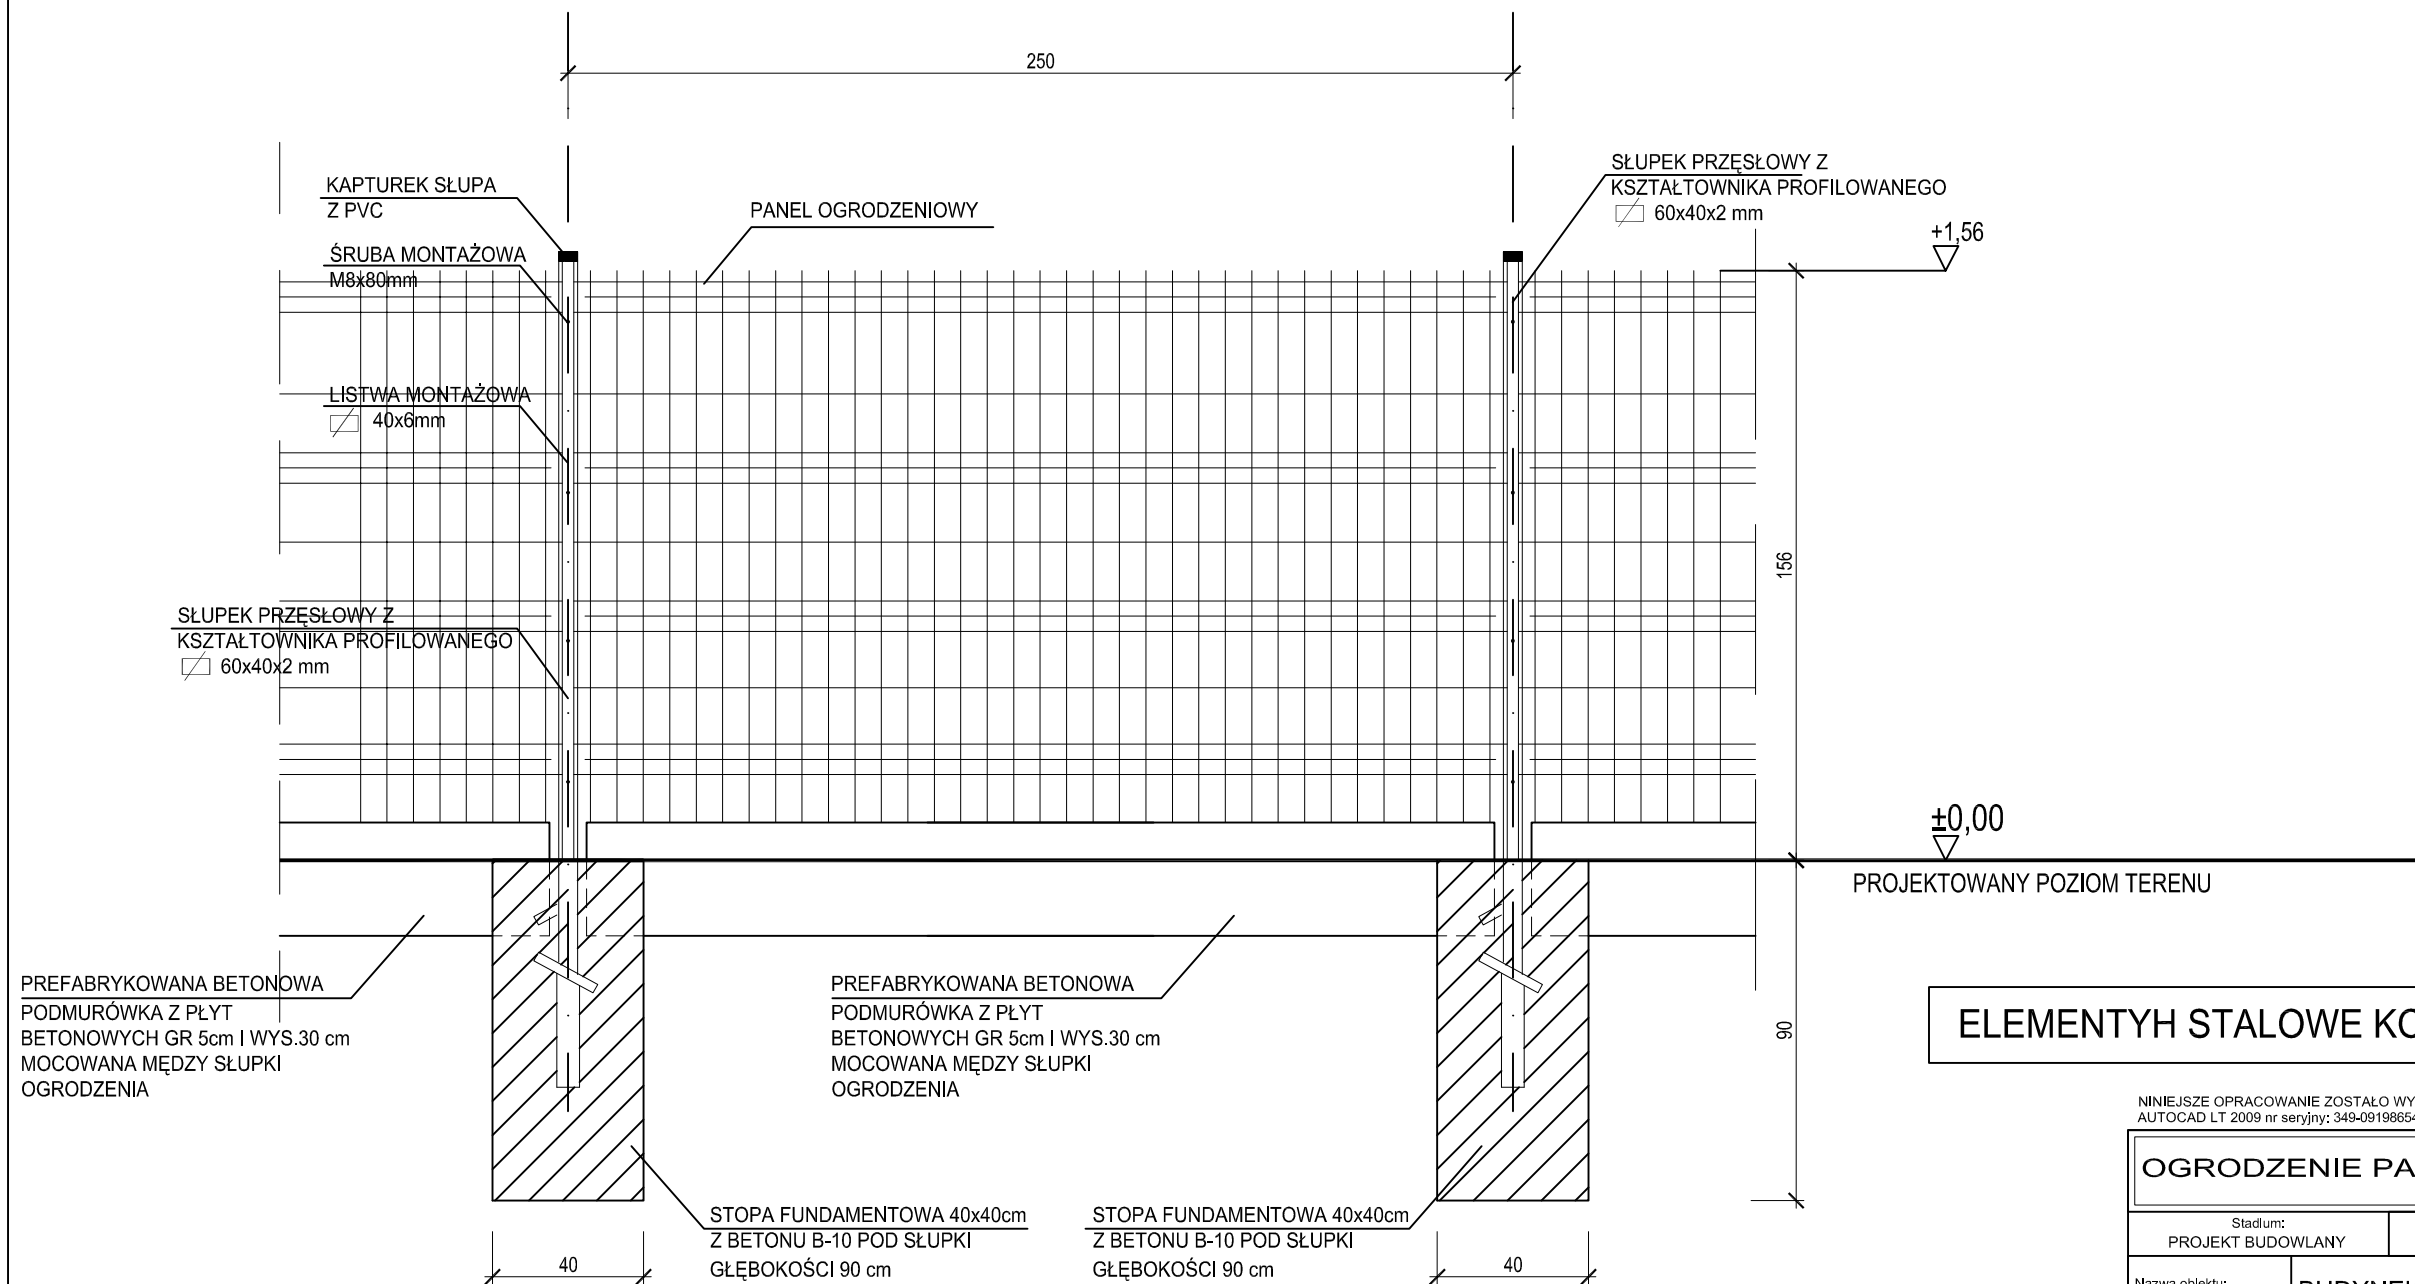 250
KAPTUREK SŁUPA
Z PVC
ŚRUBA MONTAŻOWA
M8x80mm
PANEL OGRODZENIOWY
SŁUPEK PRZĘSŁOWY Z
KSZTAŁTOWNIKA PROFILOWANEGO
60x40x2 mm
+1,56
LISTWA MONTAŻOWA
40x6mm
156
SŁUPEK PRZĘSŁOWY Z
KSZTAŁTOWNIKA PROFILOWANEGO
60x40x2 mm
±0,00
PROJEKTOWANY POZIOM TERENU
PREFABRYKOWANA BETONOWA
PODMURÓWKA Z PŁYT
BETONOWYCH GR 5cm I WYS.30 cm
MOCOWANA MĘDZY SŁUPKI
OGRODZENIA
PREFABRYKOWANA BETONOWA
PODMURÓWKA Z PŁYT
BETONOWYCH GR 5cm I WYS.30 cm
MOCOWANA MĘDZY SŁUPKI
OGRODZENIA
90
ELEMENTYH STALOWE
NINIEJSZE OPRACOWANIE ZOSTAŁO
AUTOCAD LT 2009 nr seryjny: 349-09198654
OGRODZENIE
Stadium:
PROJEKT BUDOWLANY
Nazwa obiektu:
STOPA FUNDAMENTOWA 40x40cm
Z BETONU B-10 POD SŁUPKI
GŁĘBOKOŚCI 90 cm
STOPA FUNDAMENTOWA 40x40cm
Z BETONU B-10 POD SŁUPKI
GŁĘBOKOŚCI 90 cm
40
40